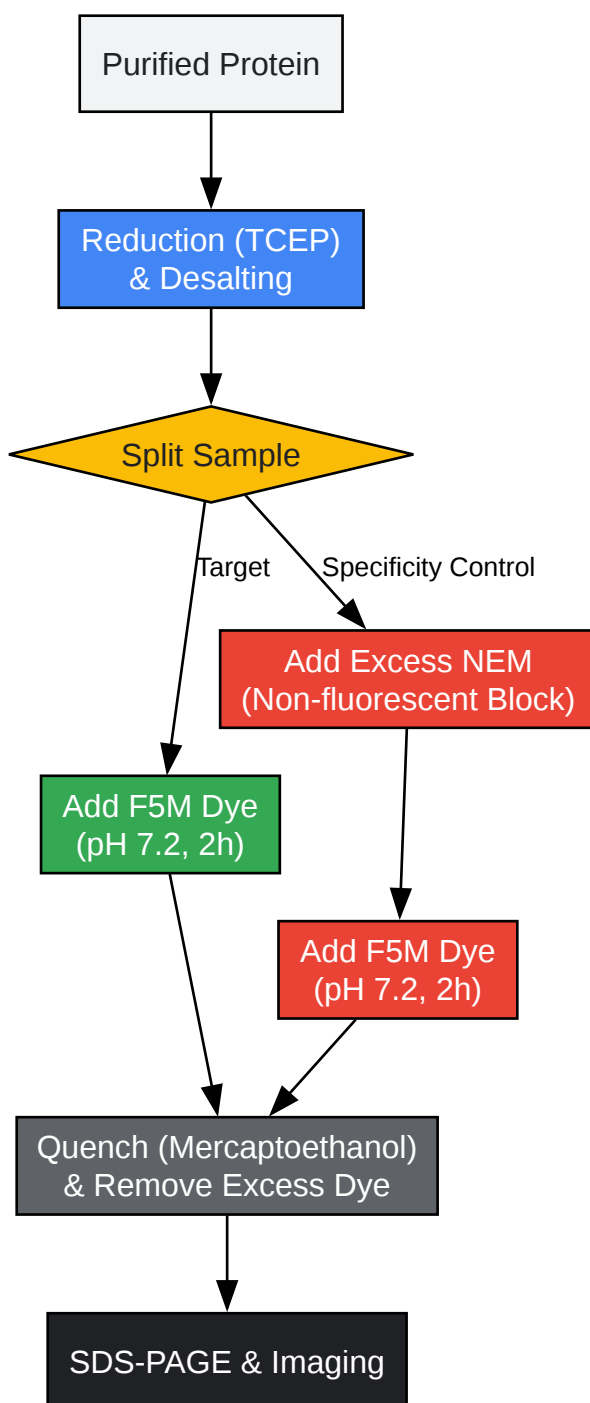 Purified Protein
Reduction (TCEP)
& Desalting
Split Sample
Target
Specificity Control
Add Excess NEM
(Non-fluorescent Block)
Add F5M Dye
(pH 7.2, 2h)
Add F5M Dye
(pH 7.2, 2h)
Quench (Mercaptoethanol)
& Remove Excess Dye
SDS-PAGE & Imaging